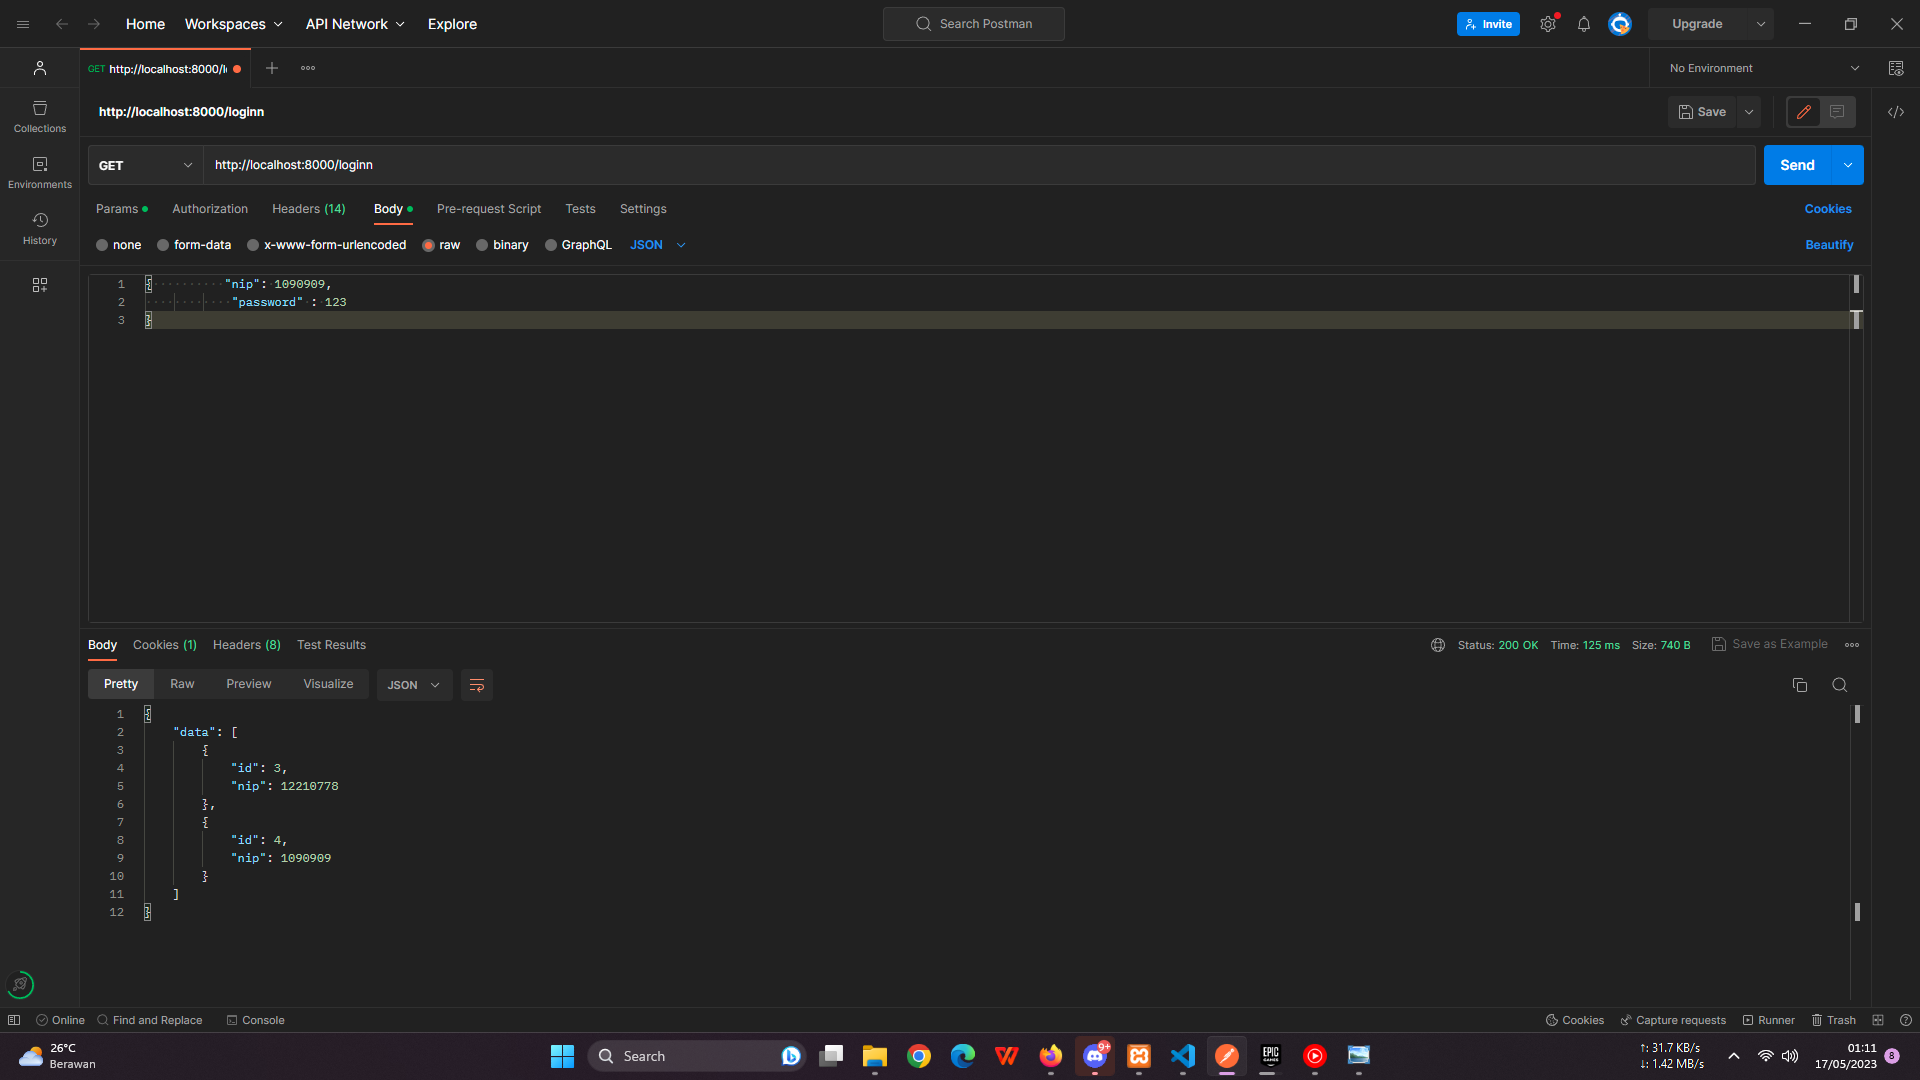 Home Workspaces API Network Explore Search Postman Invite Upgrade
GET http://localhost:8000/l No Environment
http://localhost:8000/loginn Save
Collections
Environments
History
GET http://localhost:8000/loginn Send
Params Authorization Headers (14) Body Pre-request Script Tests Settings Cookies
none form-data x-www-form-urlencoded raw binary GraphQL JSON Beautify
1 { "nip": 1090909,
2 "password" : 123
3 }
Body Cookies (1) Headers (8) Test Results Status: 200 OK Time: 125 ms Size: 740 B Save as Example
Pretty Raw Preview Visualize JSON
1 {
2 "data": [
3 {
4 "id": 3,
5 "nip": 12210778
6 },
7 {
8 "id": 4,
9 "nip": 1090909
10 }
11 ]
12 }
Online Find and Replace Console Cookies Capture requests Runner Trash
26°C
Berawan
Search
9+
EPIC
GAMES
↑: 31.7 KB/s
↓: 1.42 MB/s
01:11
17/05/2023
8